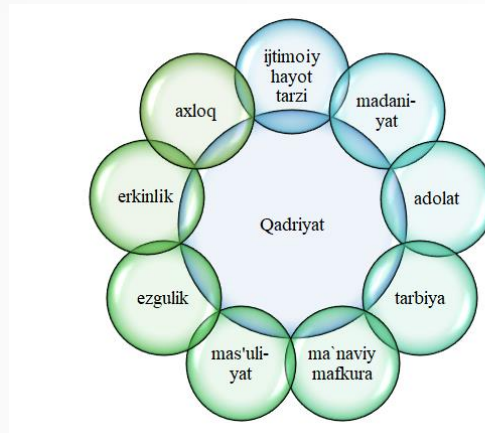 ijtimoiy
hayot
tarzi
madani-
yat
adolat
tarbiya
ma`naviy
mafkura
mas'uli-
yat
ezgulik
erkinlik
axloq
Qadriyat